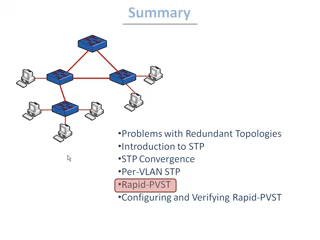 Summary
•Problems with Redundant Topologies
•Introduction to STP
•STP Convergence
•Per-VLAN STP
•Rapid-PVST
•Configuring and Verifying Rapid-PVST